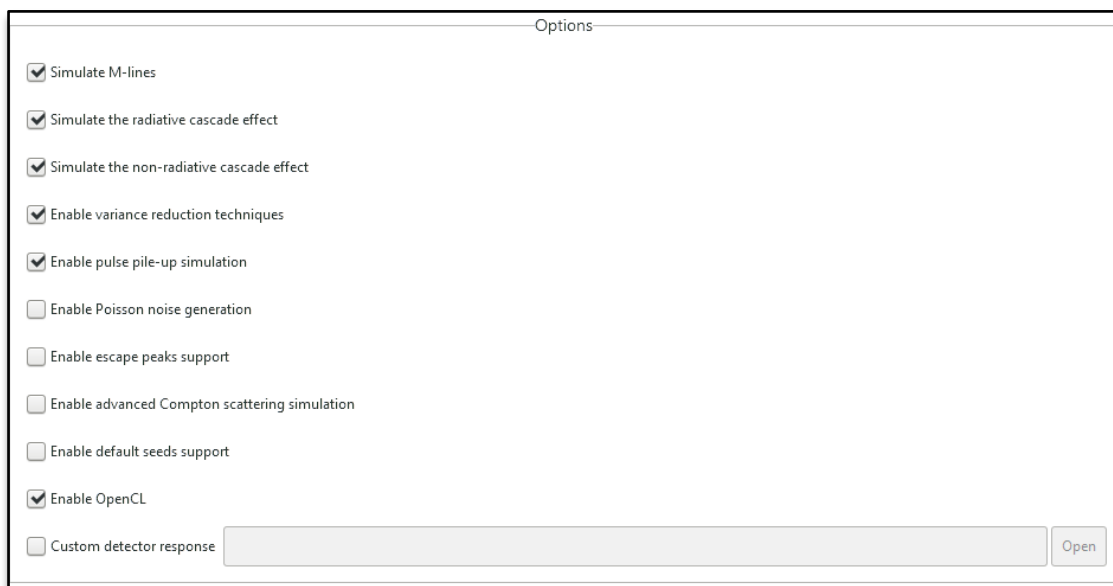 Options
Simulate M-lines
Simulate the radiative cascade effect
Simulate the non-radiative cascade effect
Enable variance reduction techniques
Enable pulse pile-up simulation
Enable Poisson noise generation
Enable escape peaks support
Enable advanced Compton scattering simulation
Enable default seeds support
Enable OpenCL
Custom detector response Open